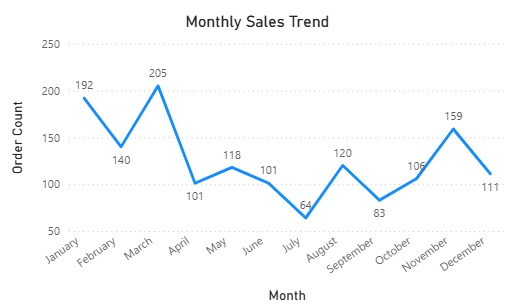 Monthly Sales Trend
Order Count
250
200
150
100
50
192
140
205
101
118
101
64
120
83
106
159
111
January
February
March
April
May
June
July
August
September
October
November
December
Month